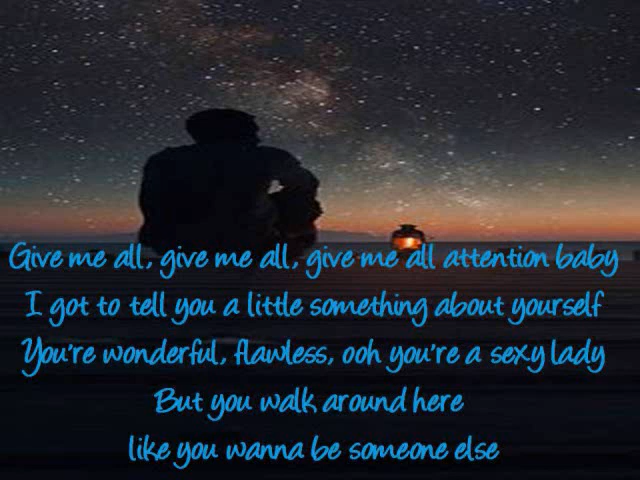 Give me all, give me all, give me all attention baby
I got to tell you a little something about yourself
You're wonderful, flawless, ooh you're a sexy lady
But you walk around here
like you wanna be someone else